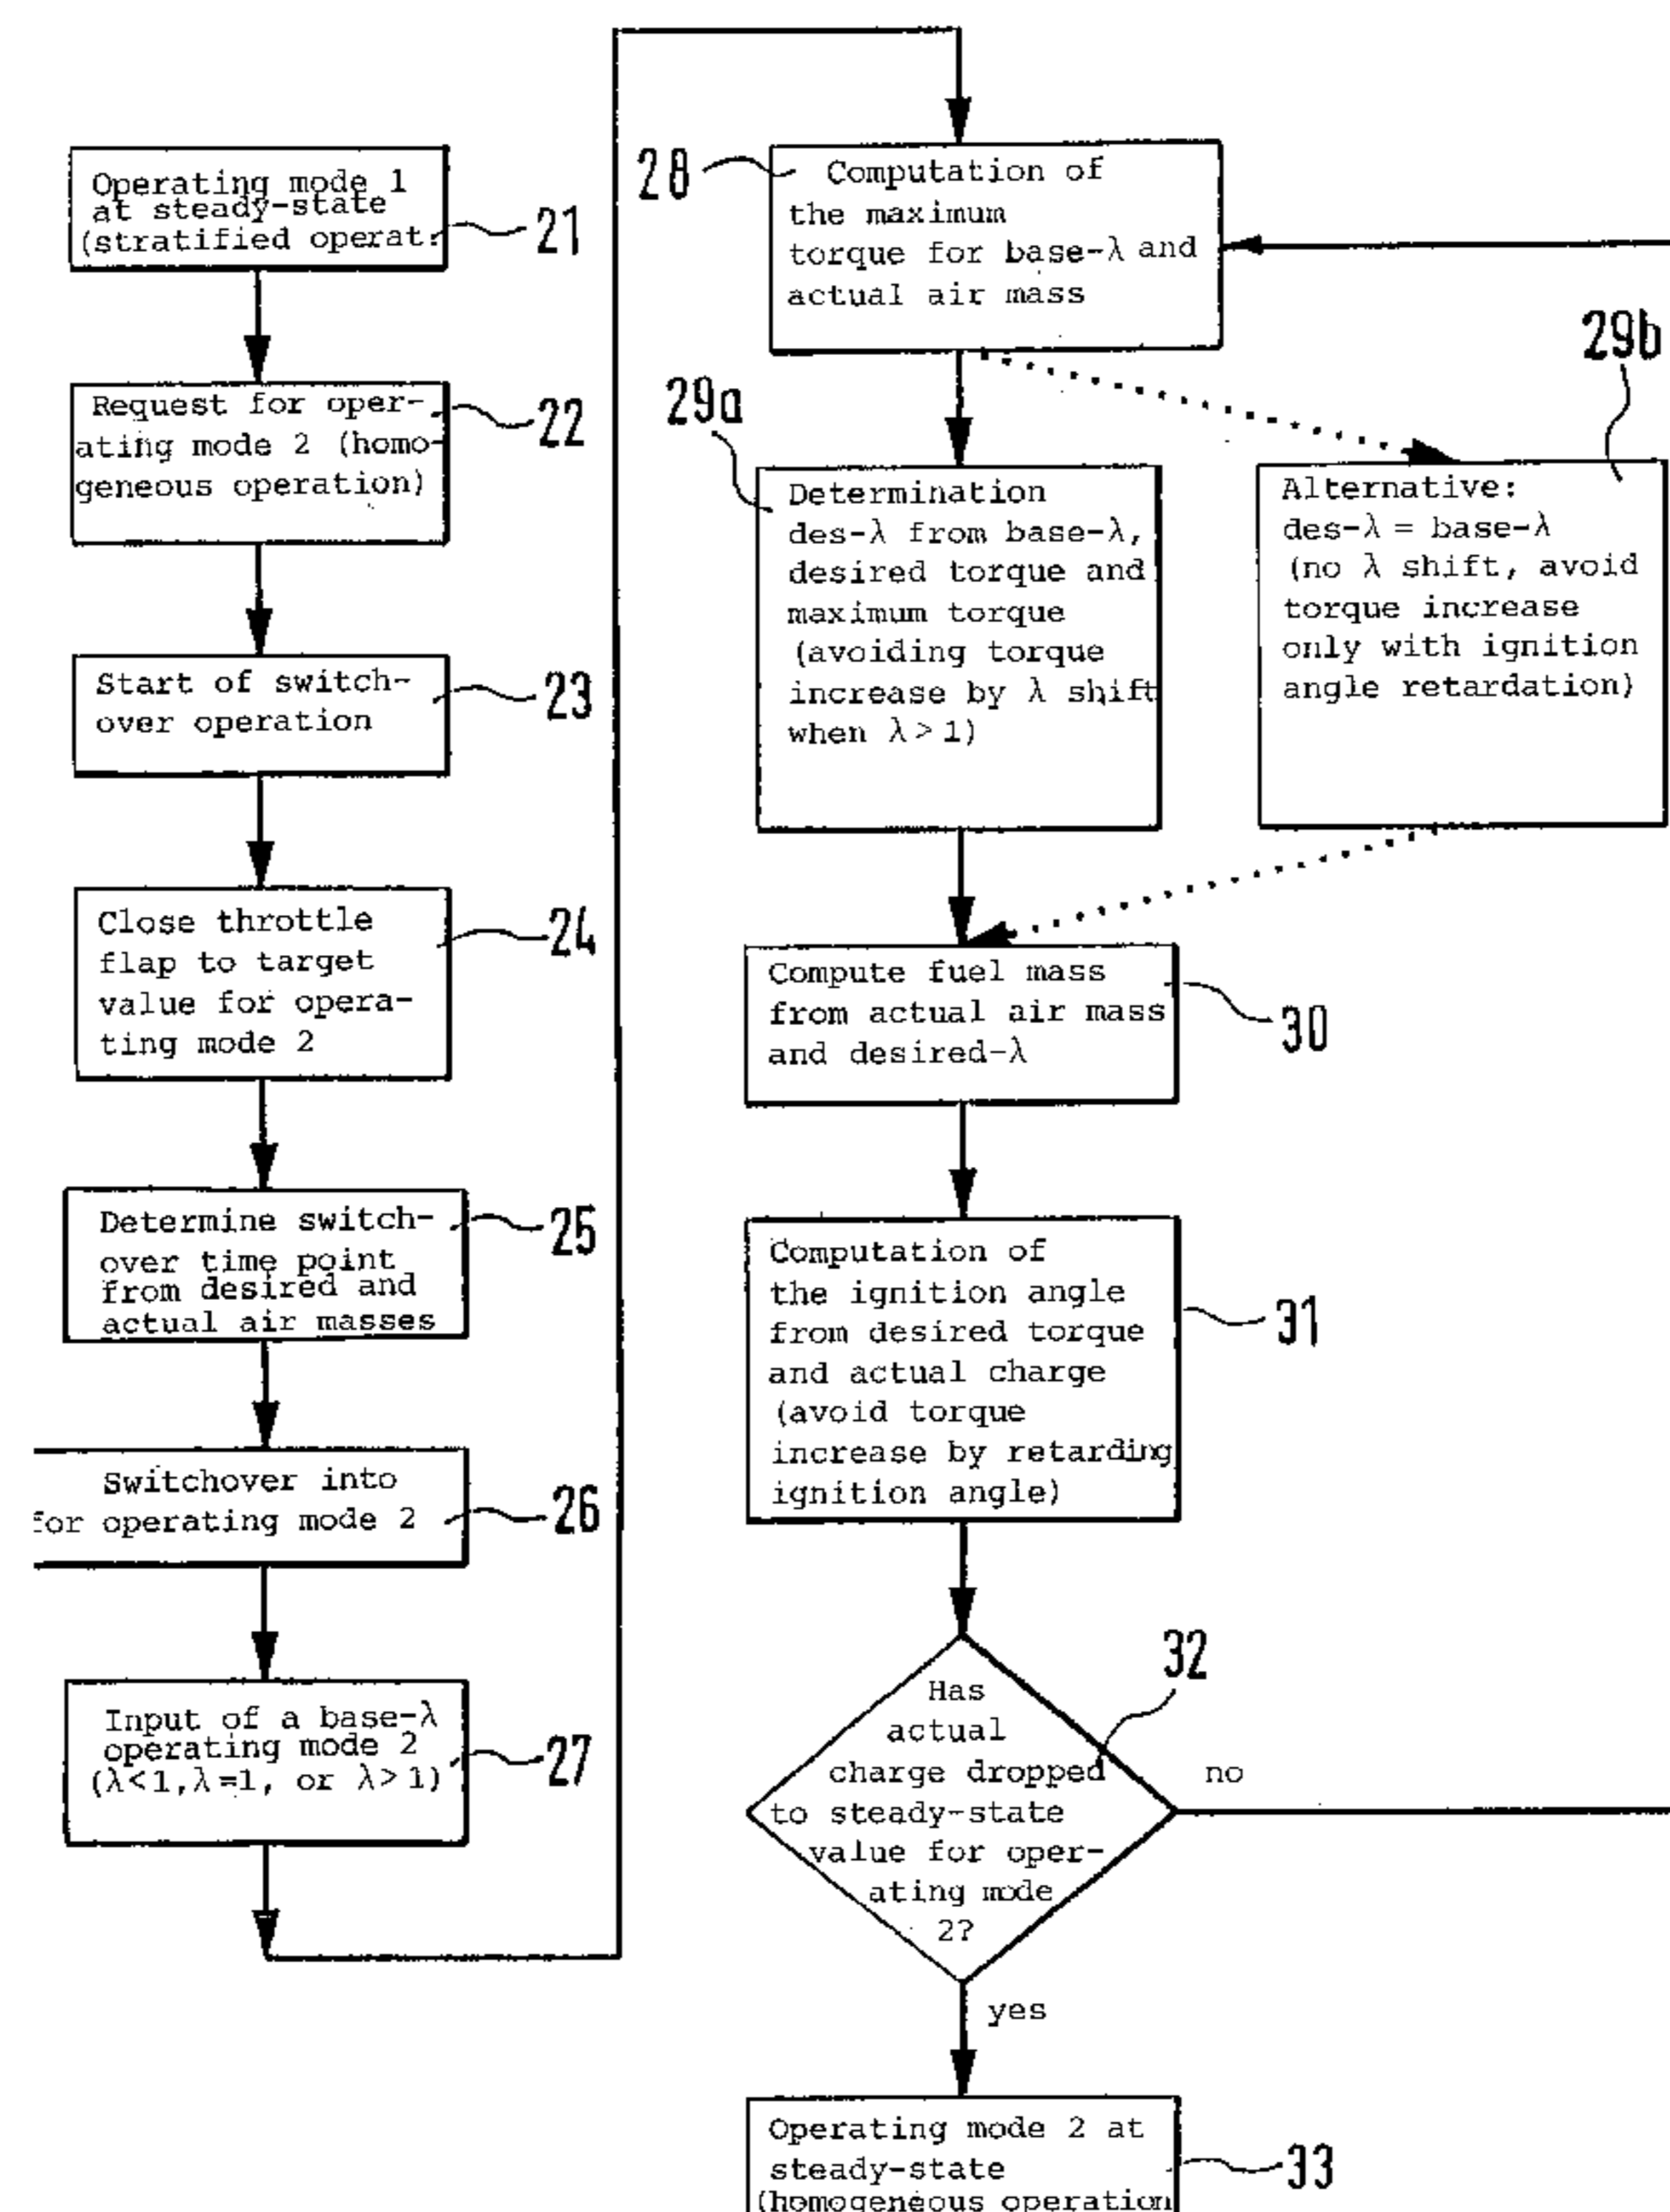 Operating mode 1
at steady-state
(stratified operat.
21
Request for oper-
ating mode 2 (homo-
geneous operation)
22
Start of switch-
over operation
23
Close throttle
flap to target
value for opera-
ting mode 2
24
Determine switch-
over time point
from desired and
actual air masses
25
Switchover into
for operating mode 2
26
Input of a base-λ
operating mode 2
(λ<1,λ=1, or λ>1)
27
28
Computation of
the maximum
torque for base-λ and
actual air mass
29a
Determination
des-λ from base-λ,
desired torque and
maximum torque
(avoiding torque
increase by λ shift
when λ>1)
29b
Alternative:
des-λ = base-λ
(no λ shift, avoid
torque increase
only with ignition
angle retardation)
Compute fuel mass
from actual air mass
and desired-λ
30
Computation of
the ignition angle
from desired torque
and actual charge
(avoid torque
increase by retarding
ignition angle)
31
32
Has
actual
charge dropped
to steady-state
value for oper-
ating mode
2?
no
yes
Operating mode 2 at
steady-state
(homogeneous operation
33